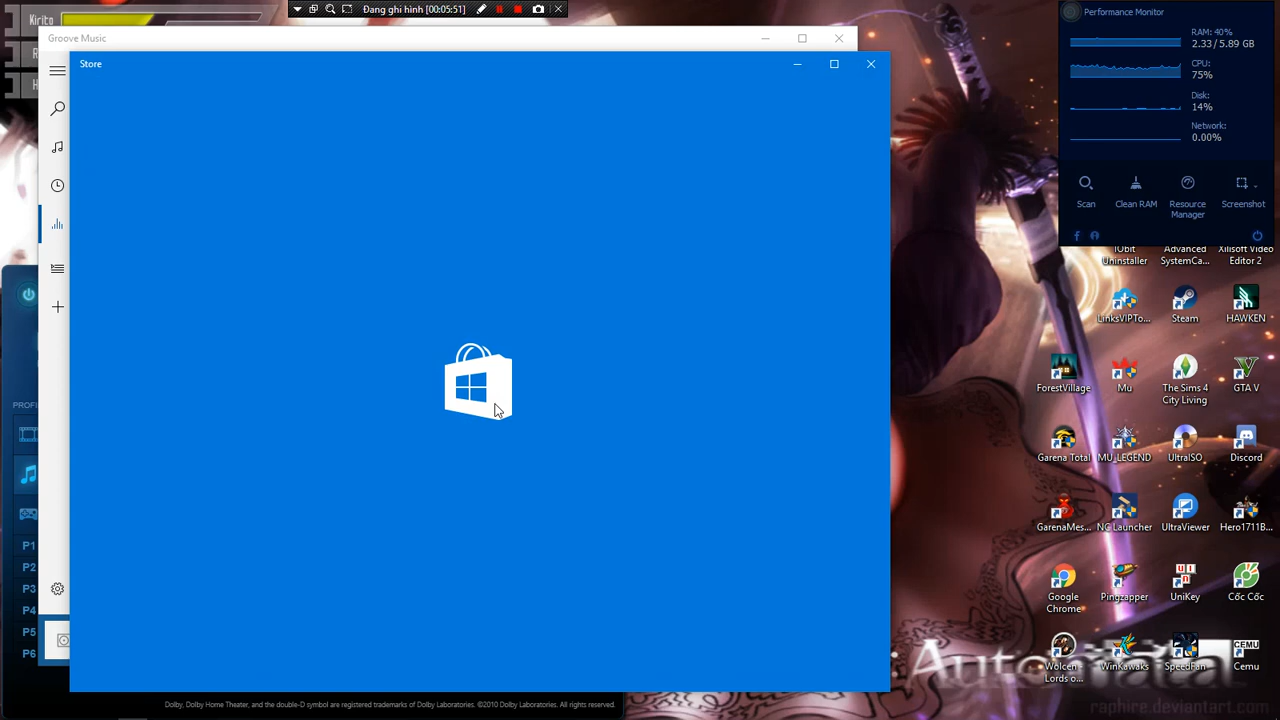 Kirito
Đang ghi hình [00:05:51]
Performance Monitor
Groove Music
RAM: 40%
2.33 / 5.89 GB
Store
CPU:
75%
Disk:
14%
Network:
0.00%
Scan
Clean RAM
Resource
Manager
Screenshot
IObit
Uninstaller
Advanced
SystemCa...
Xilisoft Video
Editor 2
LinksVIPTo...
Steam
HAWKEN
ForestVillage
Mu
The Sims 4
City Living
GTA V
PROFI
Garena Total
MU_LEGEND
UltraISO
Discord
GarenaMes...
NC Launcher
UltraViewer
Hero1711B...
P1
P2
P3
P4
P5
P6
Google
Chrome
Pingzapper
UniKey
Cốc Cốc
Wolcen -
Lords o...
WinKawaks
SpeedFan
Cemu
Dolby, Dolby Home Theater, and the double-D symbol are registered trademarks of Dolby Laboratories. ©2010 Dolby Laboratories. All rights reserved.
raphire.deviantart.com